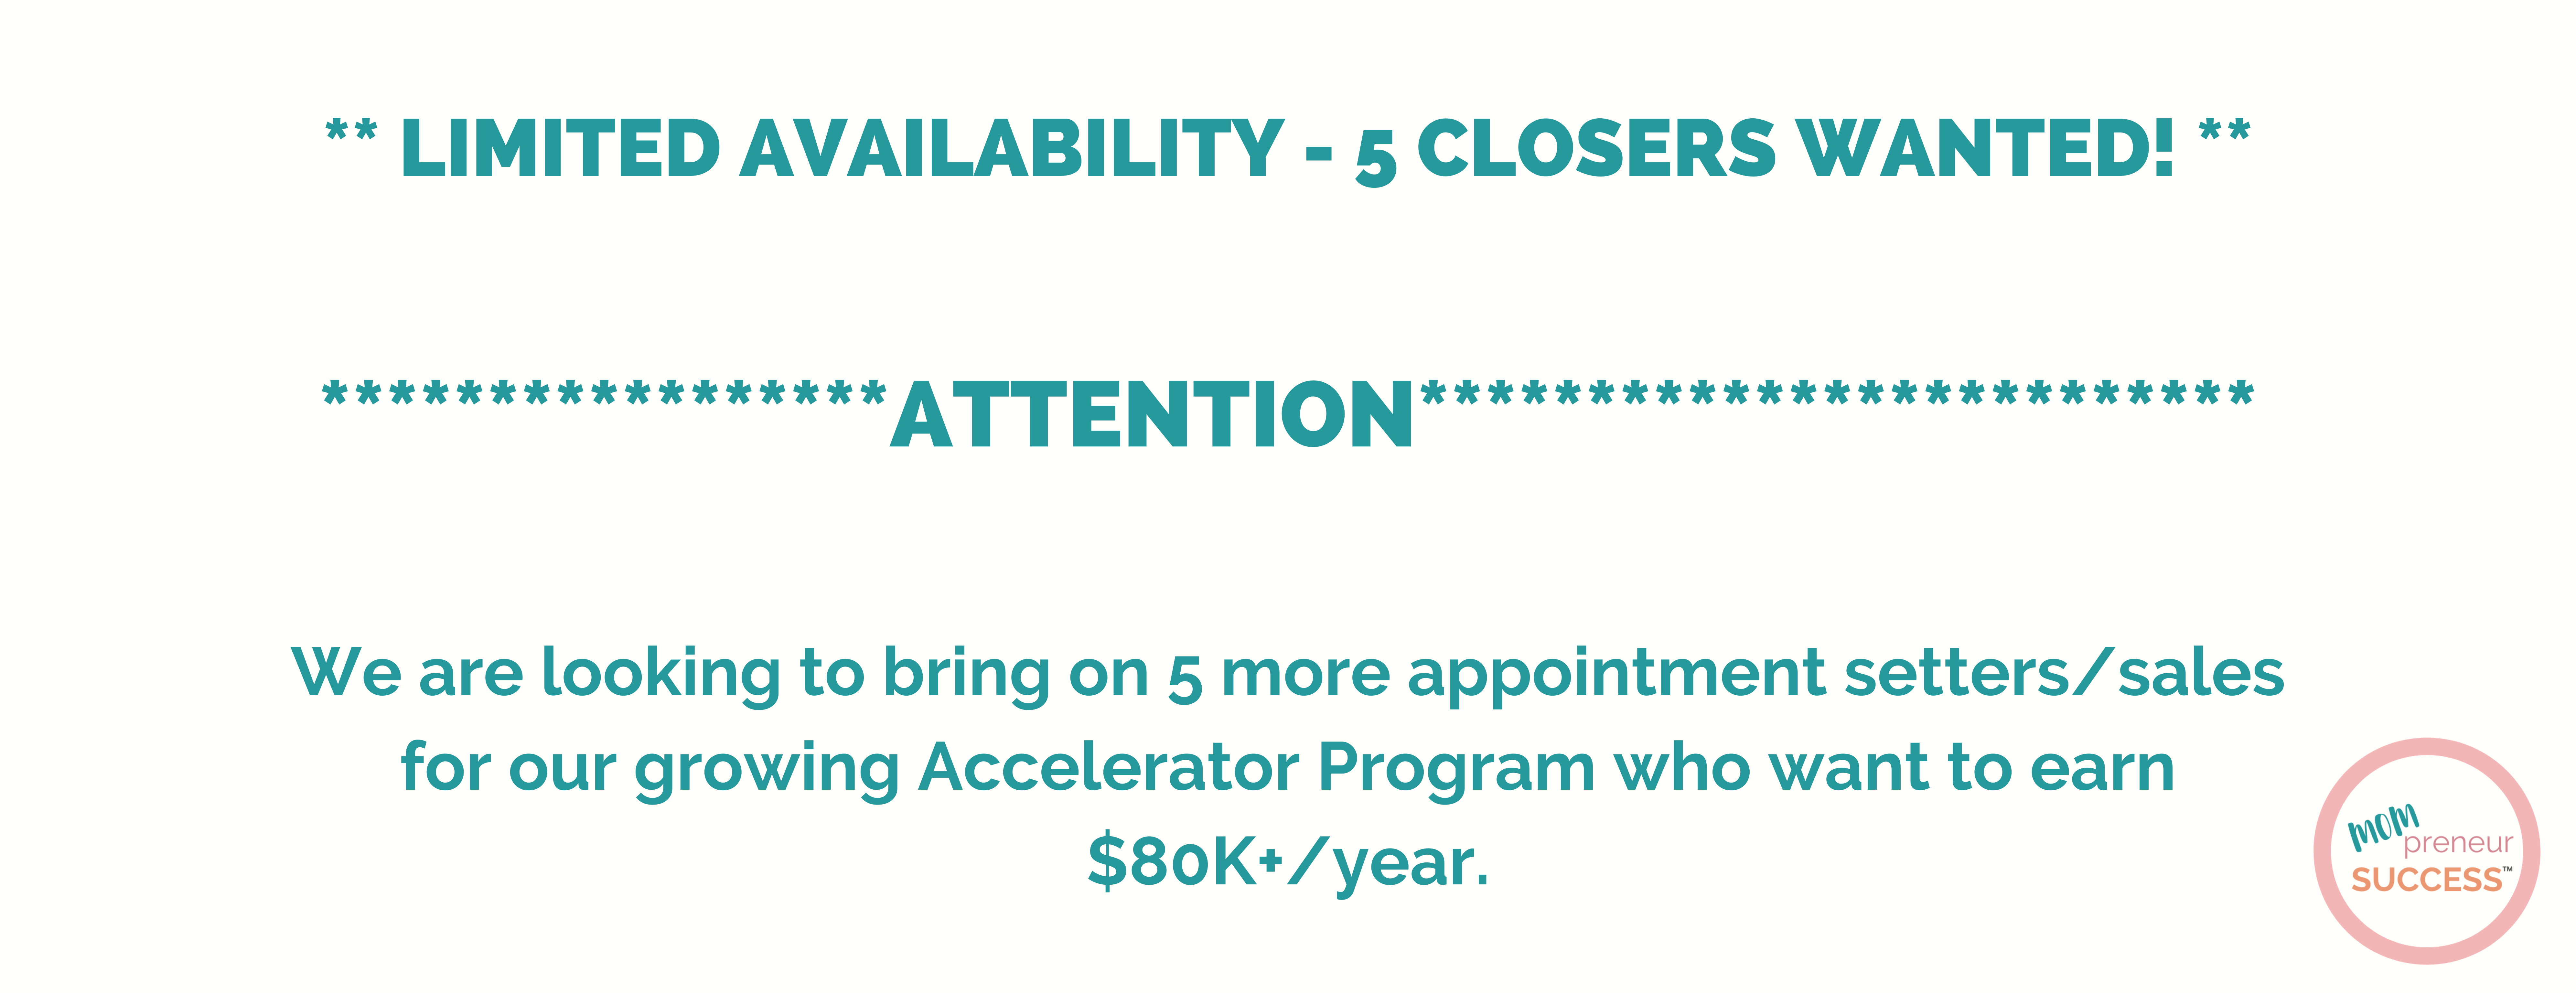 ** LIMITED AVAILABILITY - 5 CLOSERS WANTED! **
*****************ATTENTION*************************
We are looking to bring on 5 more appointment setters/sales
for our growing Accelerator Program who want to earn
$80K+/year.
MOM
preneur
SUCCESS™